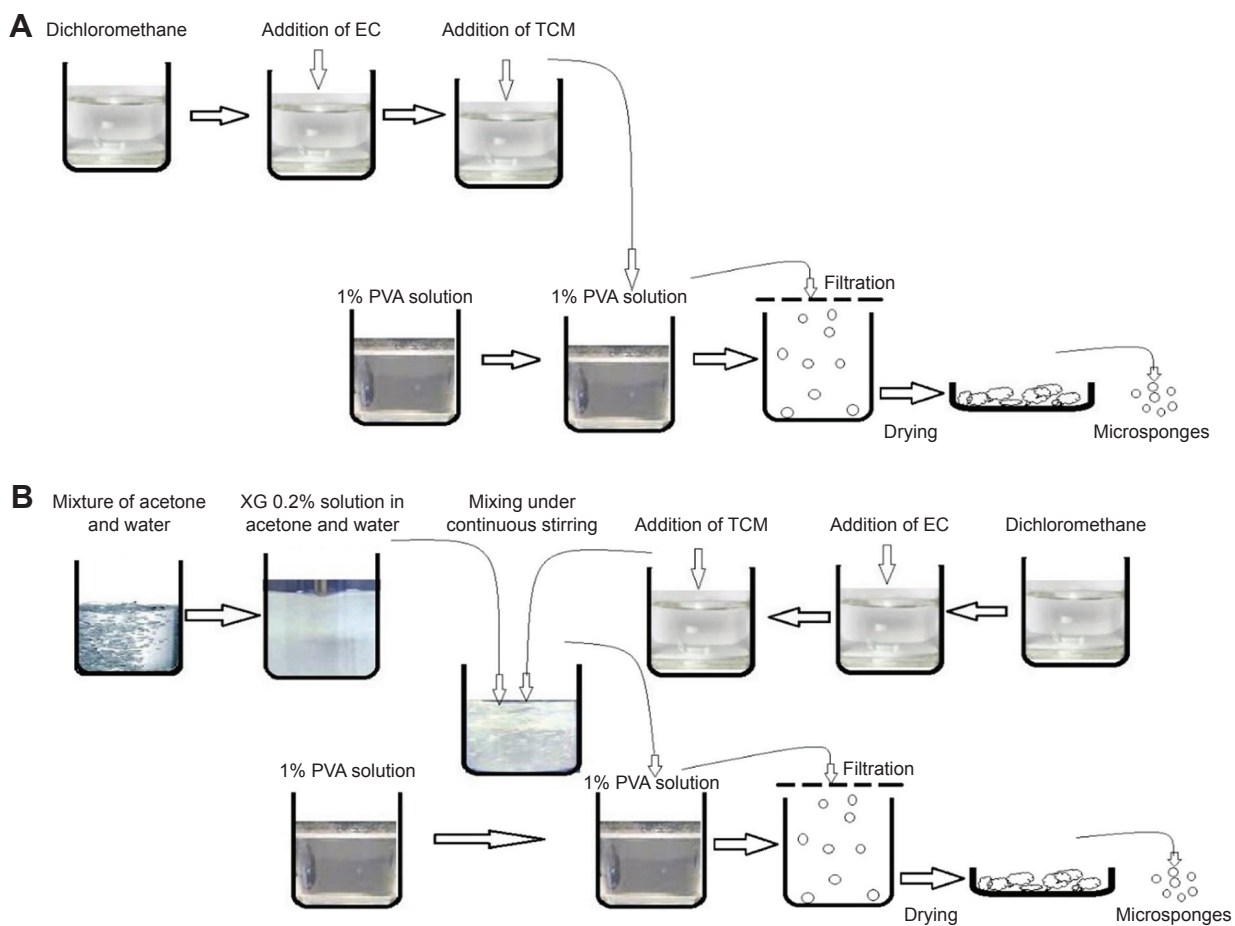 A
Dichloromethane
Addition of EC
Addition of TCM
1% PVA solution
1% PVA solution
Filtration
Drying
Microsponges
B
Mixture of acetone
and water
XG 0.2% solution in
acetone and water
Mixing under
continuous stirring
Addition of TCM
Addition of EC
Dichloromethane
1% PVA solution
1% PVA solution
Filtration
Drying
Microsponges